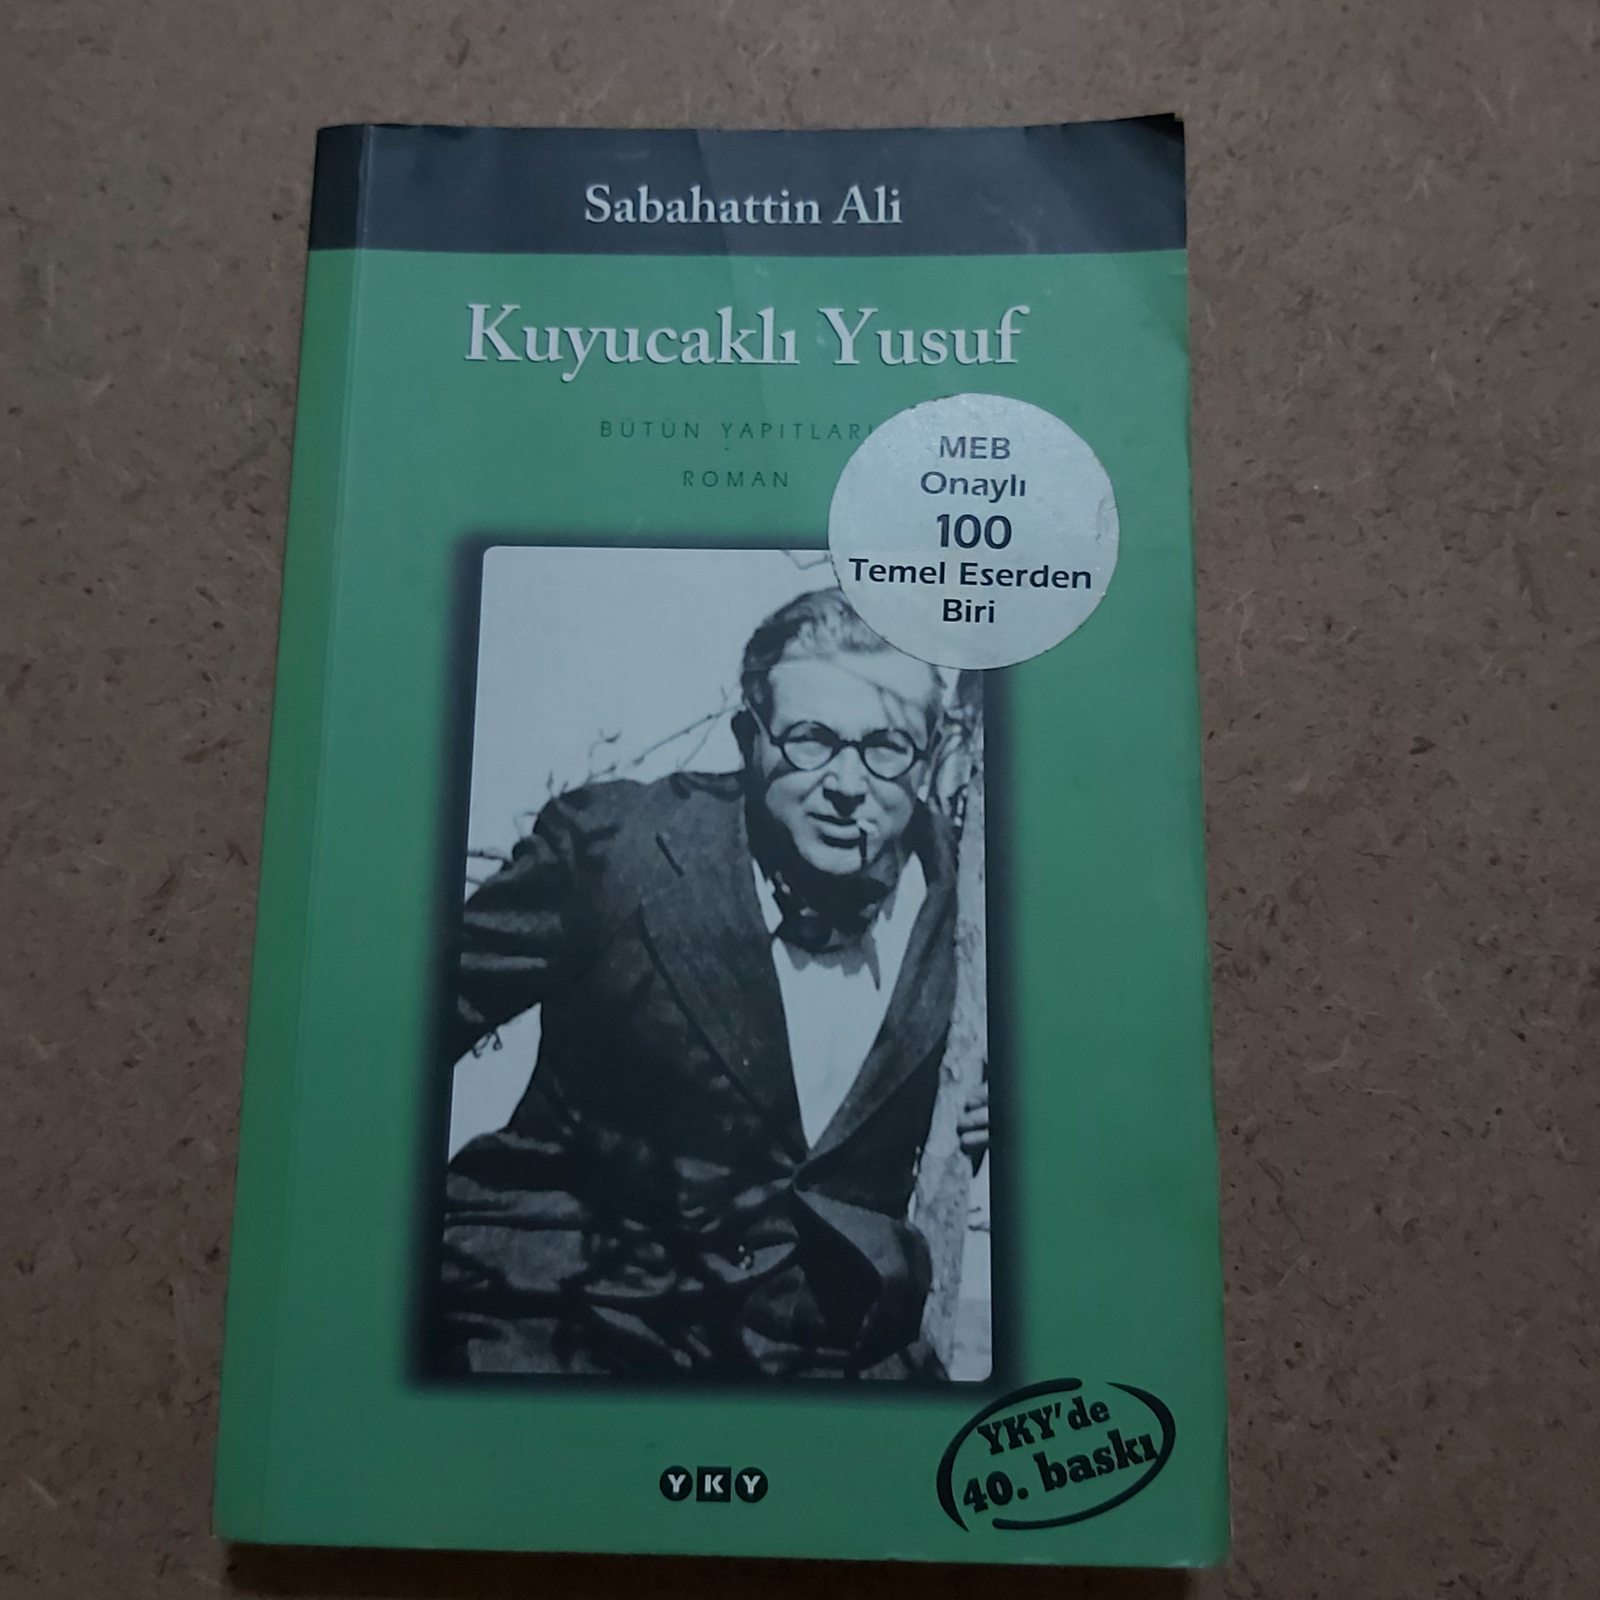 Sabahattin Ali
Kuyucaklı Yusuf
BÜTÜN YAPITLARI
ROMAN
MEB
Onaylı
100
Temel Eserden
Biri
YKY'de
40. baskı
YKY